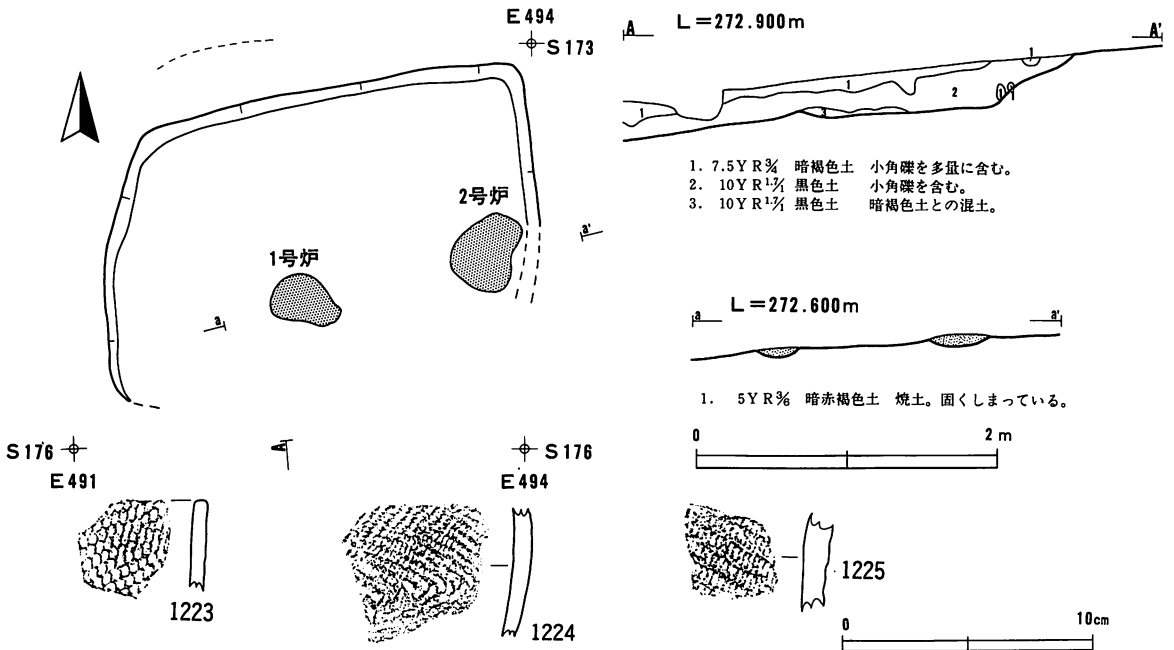 E494
S173
2号炉
1号炉
a'
a
S176
E491
A
S176
E494
A
L=272.900m
A'
1
1
2
1
1
3
1. 7.5YR3/4 暗褐色土 小角礫を多量に含む。
2. 10YR1.7/1 黒色土 小角礫を含む。
3. 10YR1.7/1 黒色土 暗褐色土との混土。
L=272.600m
a
a'
1. 5YR3/6 暗赤褐色土 焼土。固くしまっている。
0
2m
1223
1224
1225
0
10cm